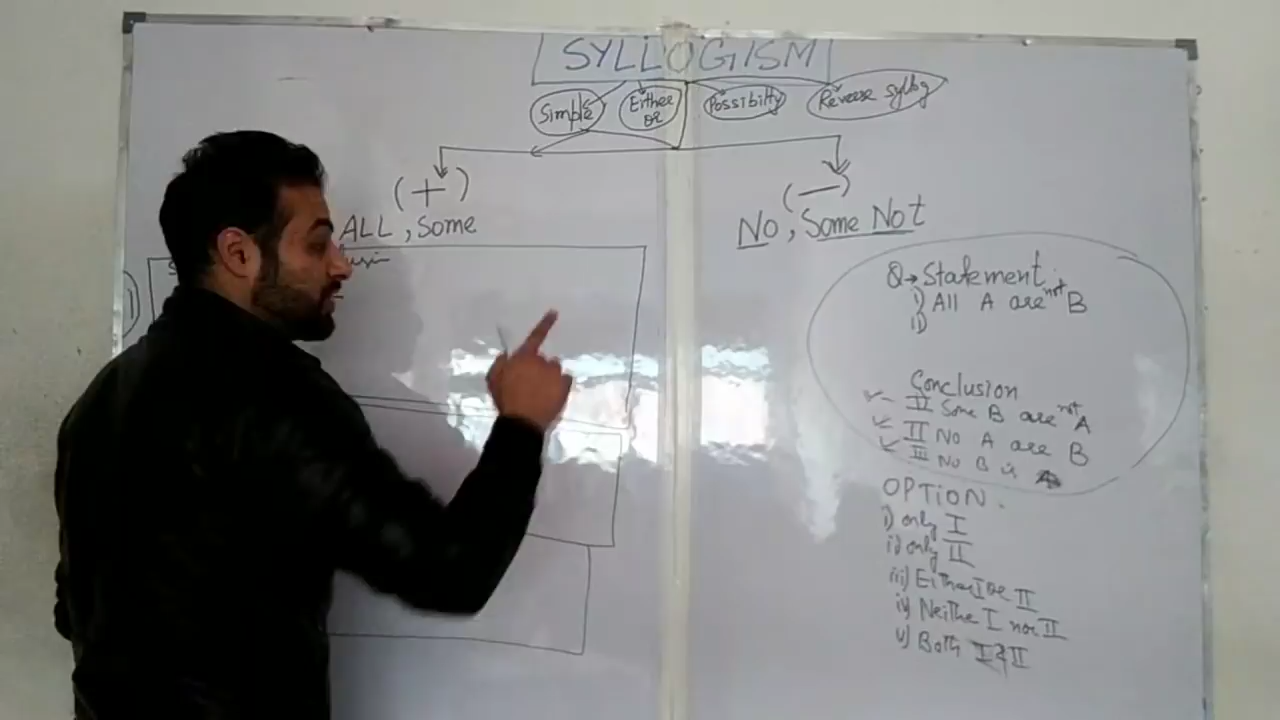 SYLLOGISM
Simple
Either
OR
Possibilty
Reverse syllog
(+)
(—)
ALL, Some
No, Some Not
1)
Q→ Statement
i) All A are not B
ii)
Conclusion
I Some B are not A
II No A are B
III No B is A
OPTION.
i) only I
ii) only II
iii) Either I or II
iv) Neithe I nor II
v) Both I & II